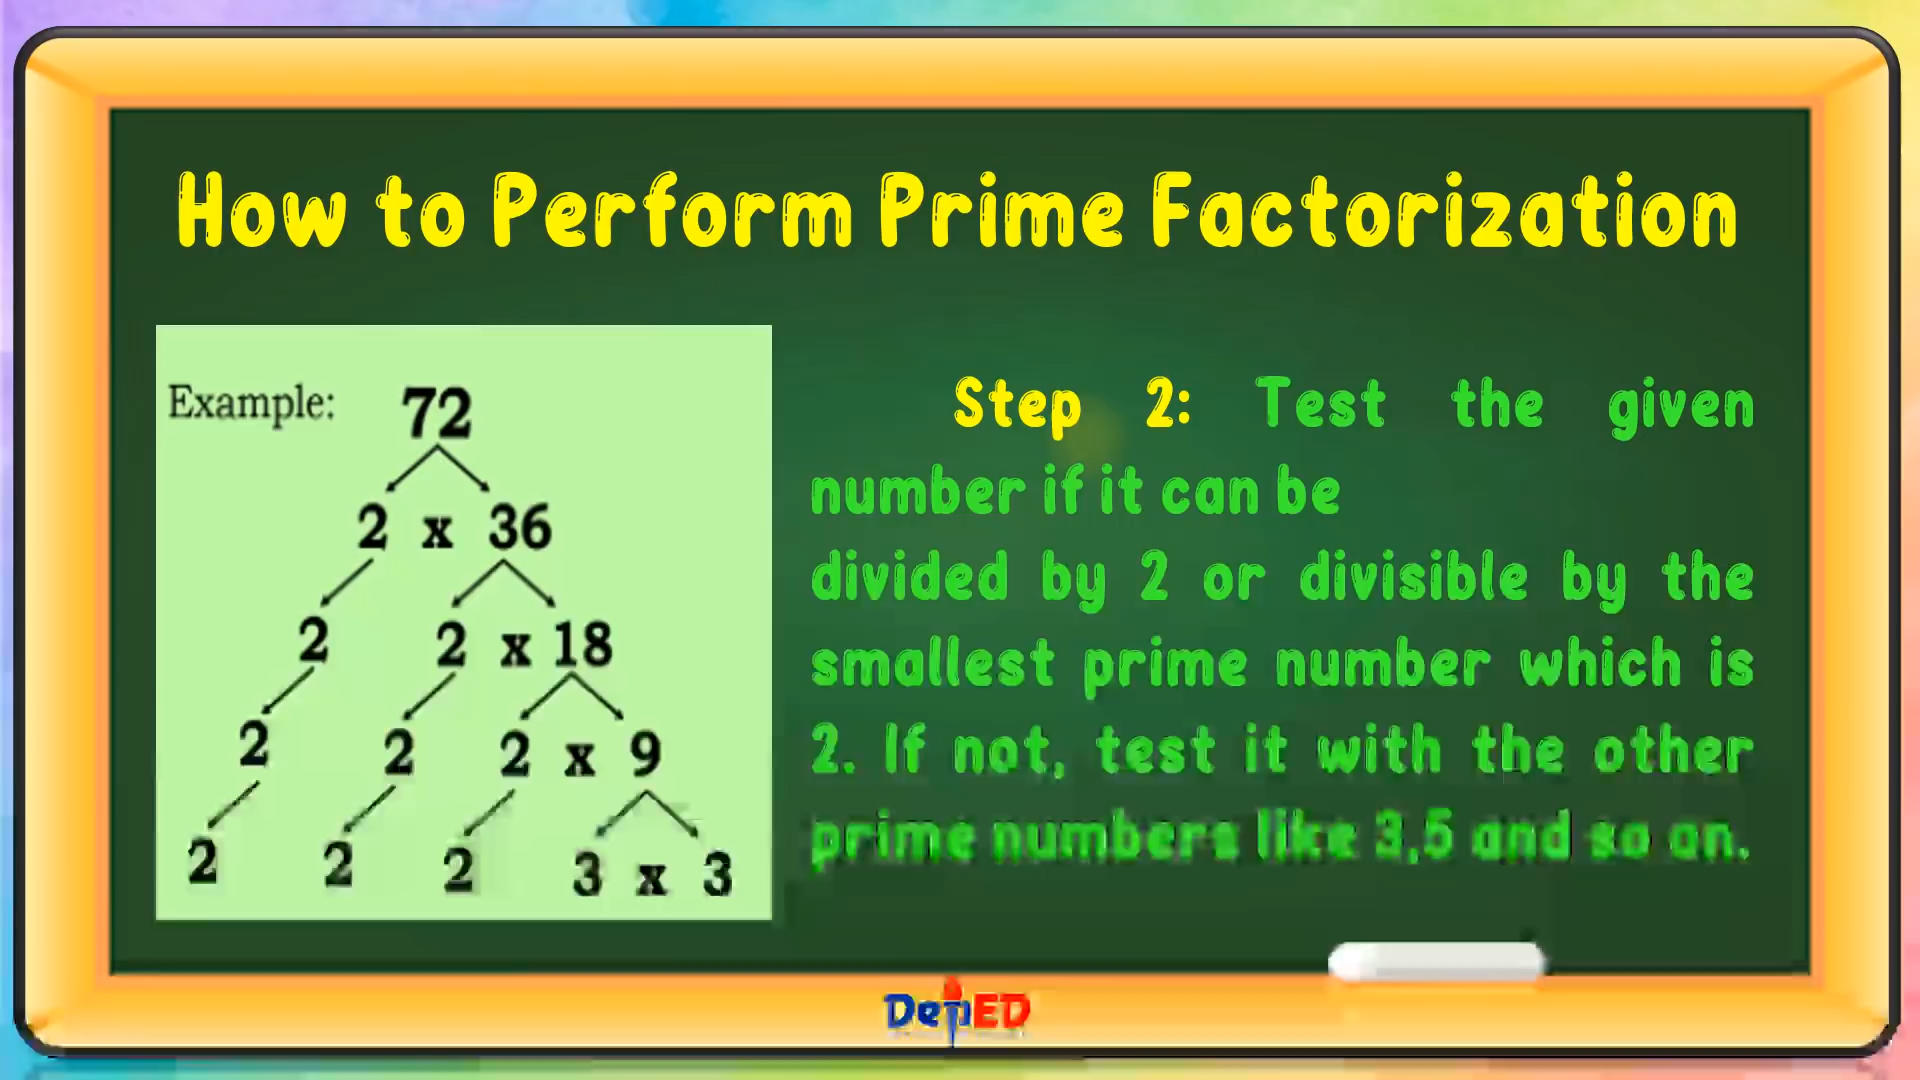 How to Perform Prime Factorization
Example: 72
2 x 36
2 2 x 18
2 2 2 x 9
2 2 2 3 x 3
Step 2: Test the given
number if it can be
divided by 2 or divisible by the
smallest prime number which is
2. If not, test it with the other
prime numbers like 3,5 and so on.
DepED